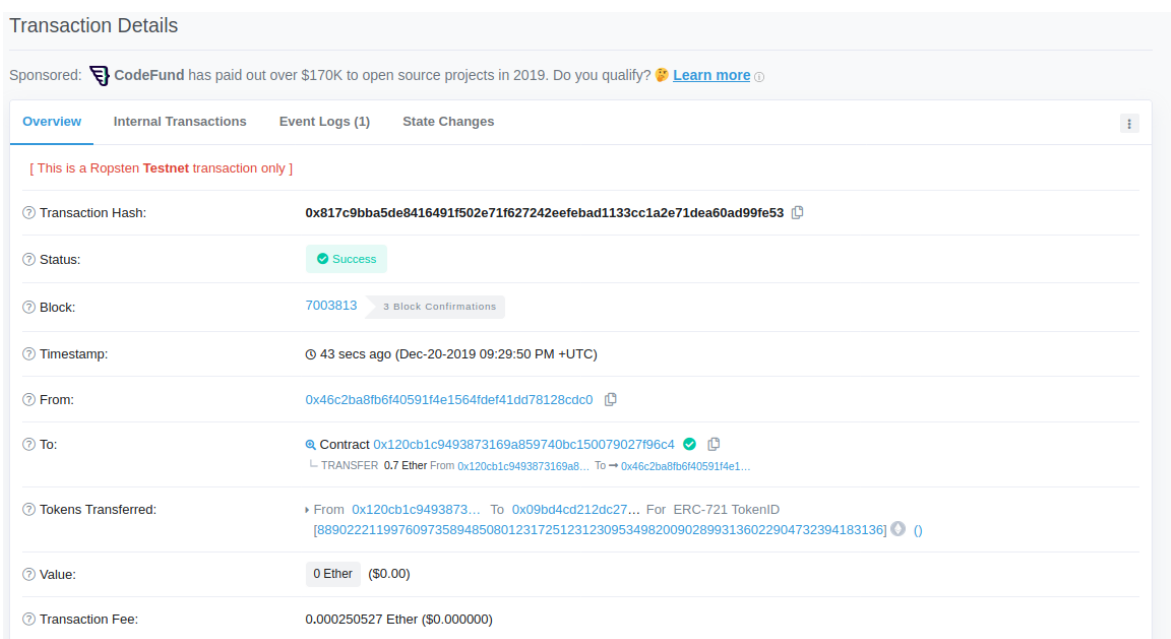 Transaction Details
Sponsored: CodeFund has paid out over $170K to open source projects in 2019. Do you qualify? 🤔 Learn more
Overview Internal Transactions Event Logs (1) State Changes
[ This is a Ropsten Testnet transaction only ]
Transaction Hash: 0x817c9bba5de8416491f502e71f627242eefebad1133cc1a2e71dea60ad99fe53
Status: Success
Block: 7003813 3 Block Confirmations
Timestamp: 43 secs ago (Dec-20-2019 09:29:50 PM +UTC)
From: 0x46c2ba8fb6f40591f4e1564fdef41dd78128cdc0
To: Contract 0x120cb1c9493873169a859740bc150079027f96c4
TRANSFER 0.7 Ether From 0x120cb1c9493873169a8... To → 0x46c2ba8fb6f40591f4e1...
Tokens Transferred: From 0x120cb1c9493873... To 0x09bd4cd212dc27... For ERC-721 TokenID
[88902221199760973589485080123172512312309534982009028993136022904732394183136] ()
Value: 0 Ether ($0.00)
Transaction Fee: 0.000250527 Ether ($0.000000)